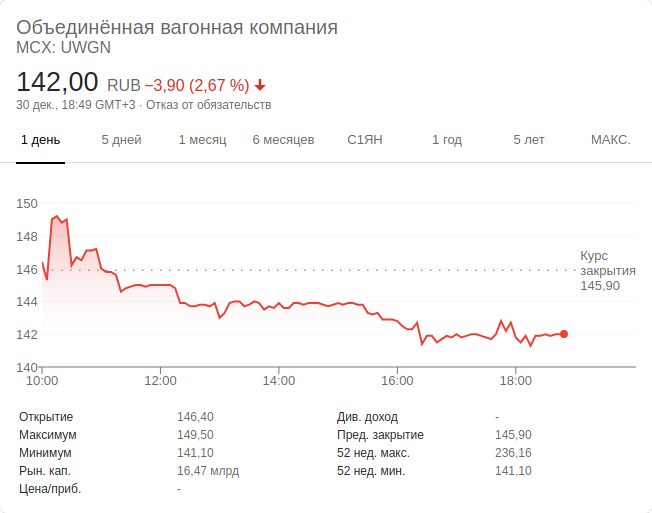 Объединённая вагонная компания
MCX: UWGN
142,00 RUB −3,90 (2,67 %)
30 дек., 18:49 GMT+3 · Отказ от обязательств
1 день 5 дней 1 месяц 6 месяцев С1ЯН 1 год 5 лет МАКС.
150
148
146
144
142
140
Курс
закрытия
145,90
10:00 12:00 14:00 16:00 18:00
Открытие 146,40
Максимум 149,50
Минимум 141,10
Рын. кап. 16,47 млрд
Цена/приб. -
Див. доход -
Пред. закрытие 145,90
52 нед. макс. 236,16
52 нед. мин. 141,10